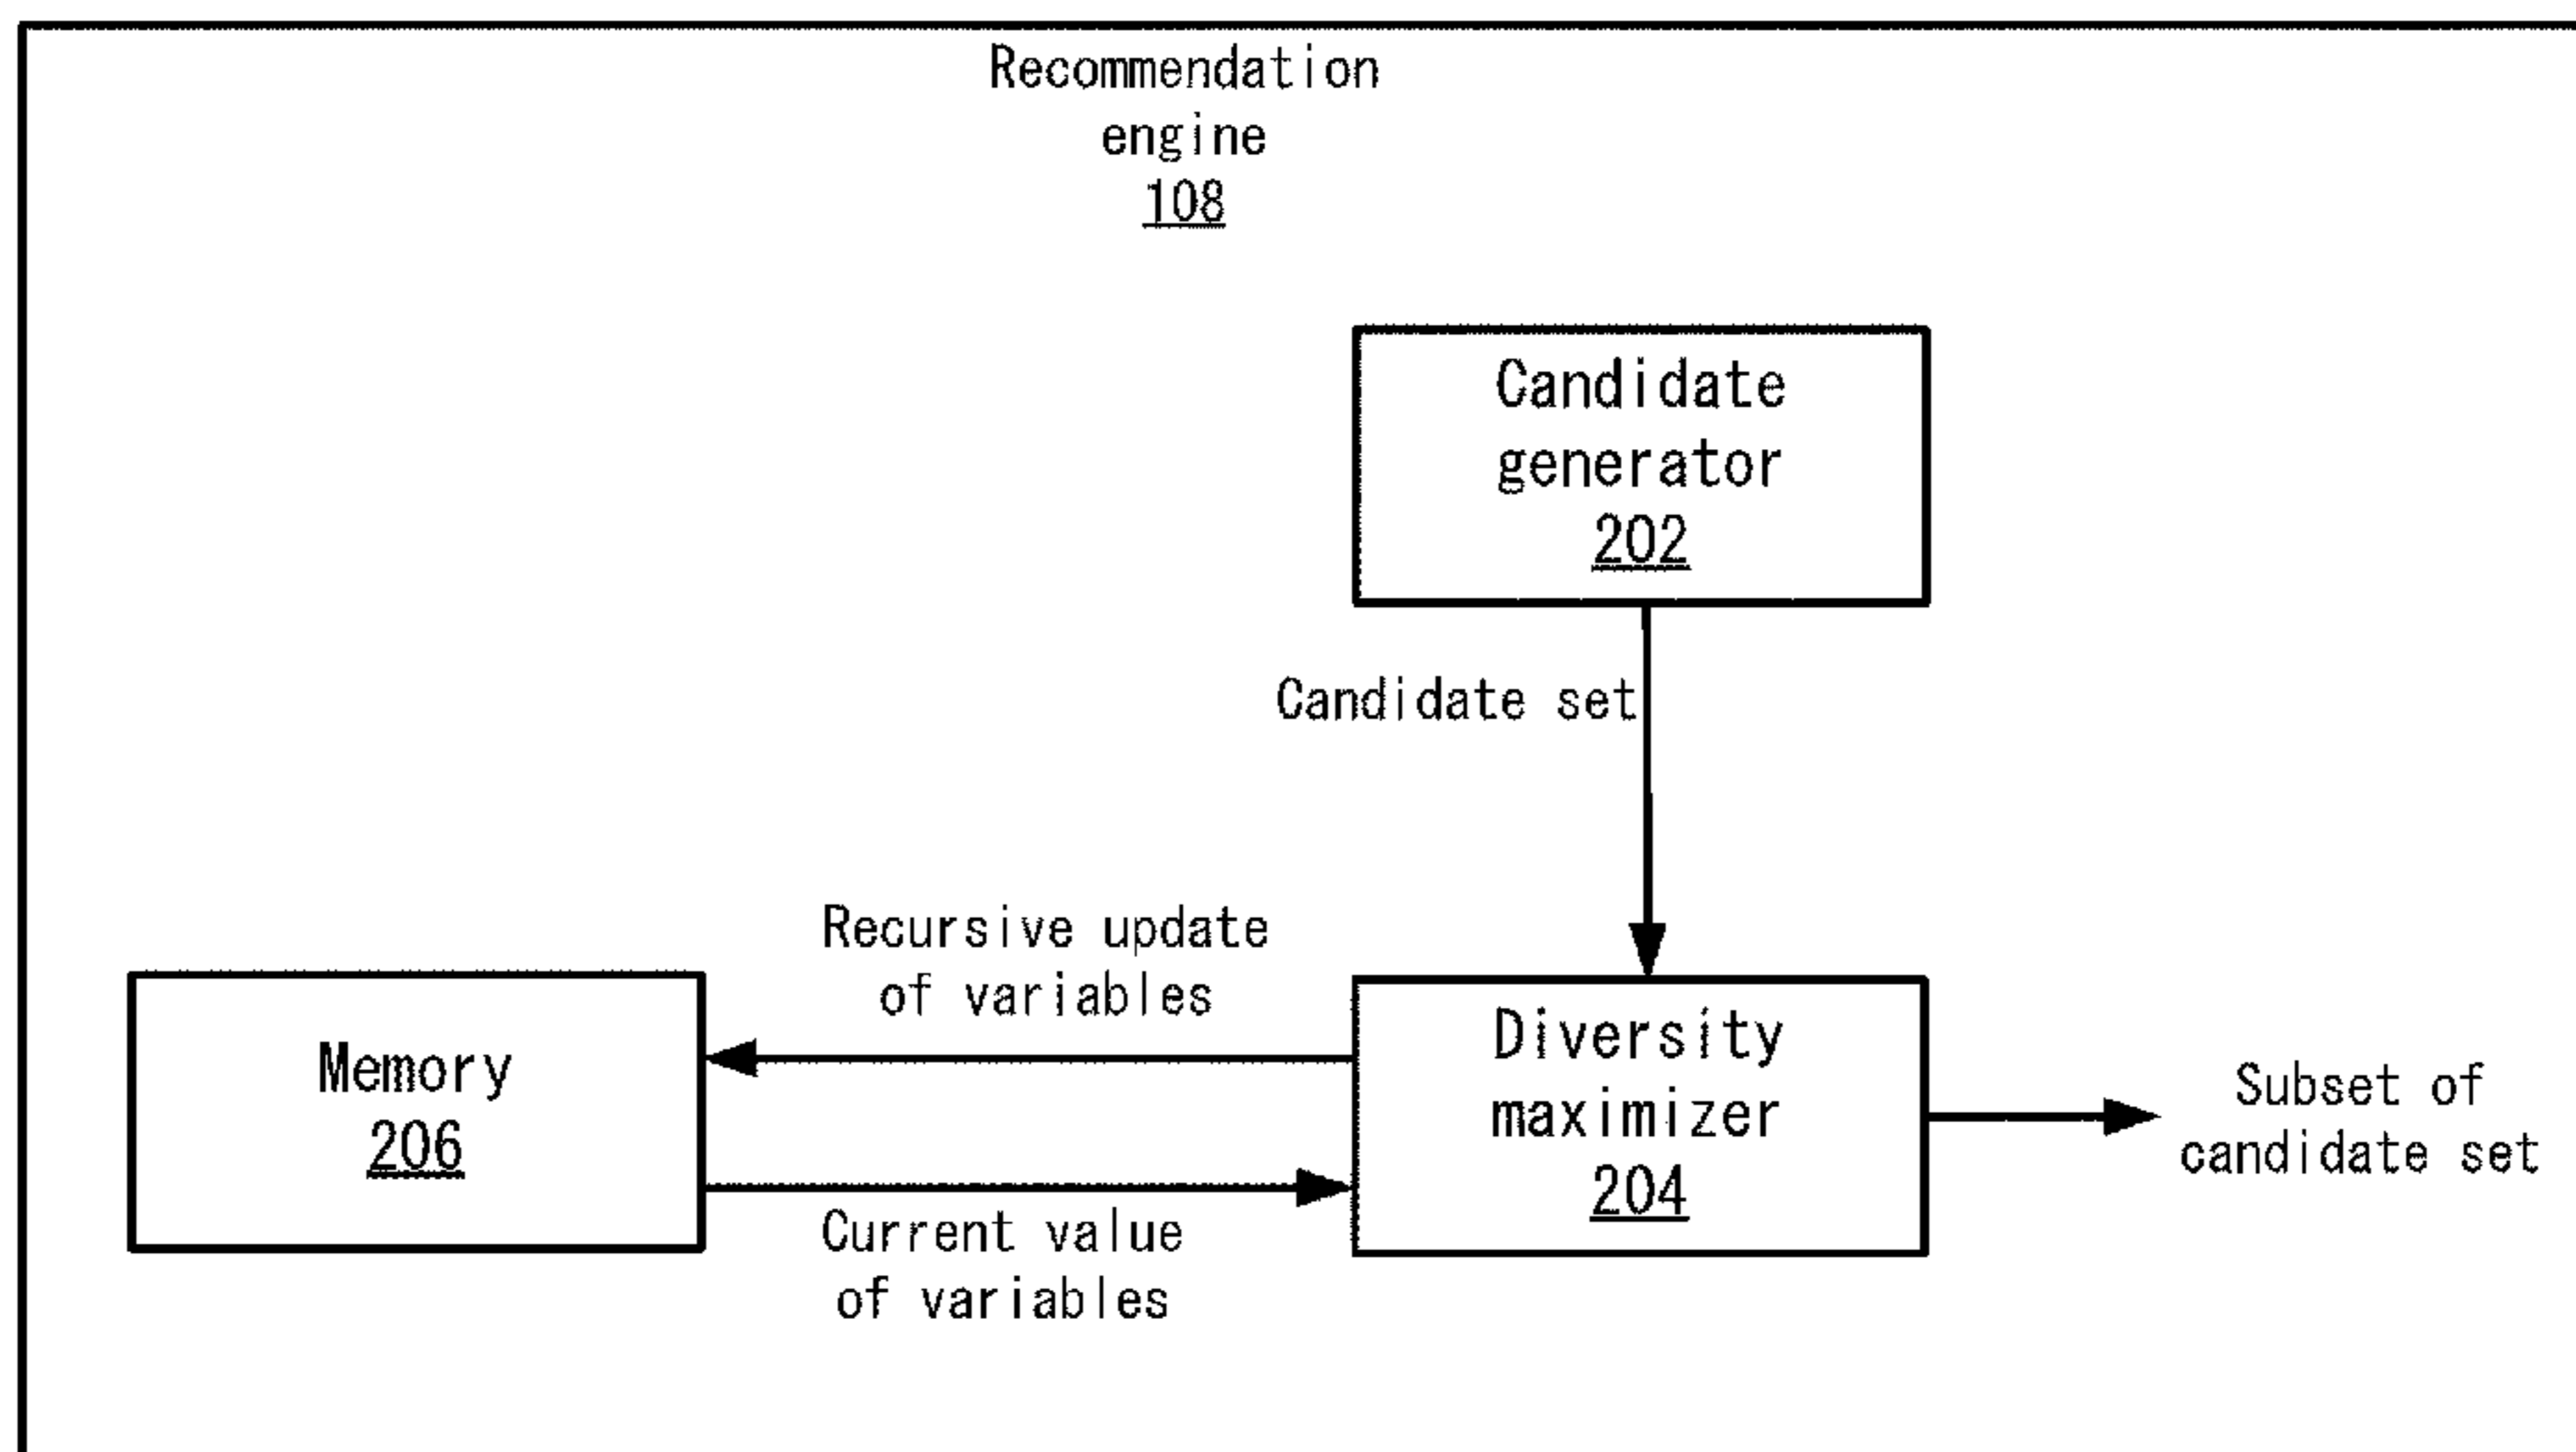 Recommendation
engine
108
Candidate
generator
202
Candidate set
Recursive update
of variables
Memory
206
Diversity
maximizer
204
Subset of
candidate set
Current value
of variables